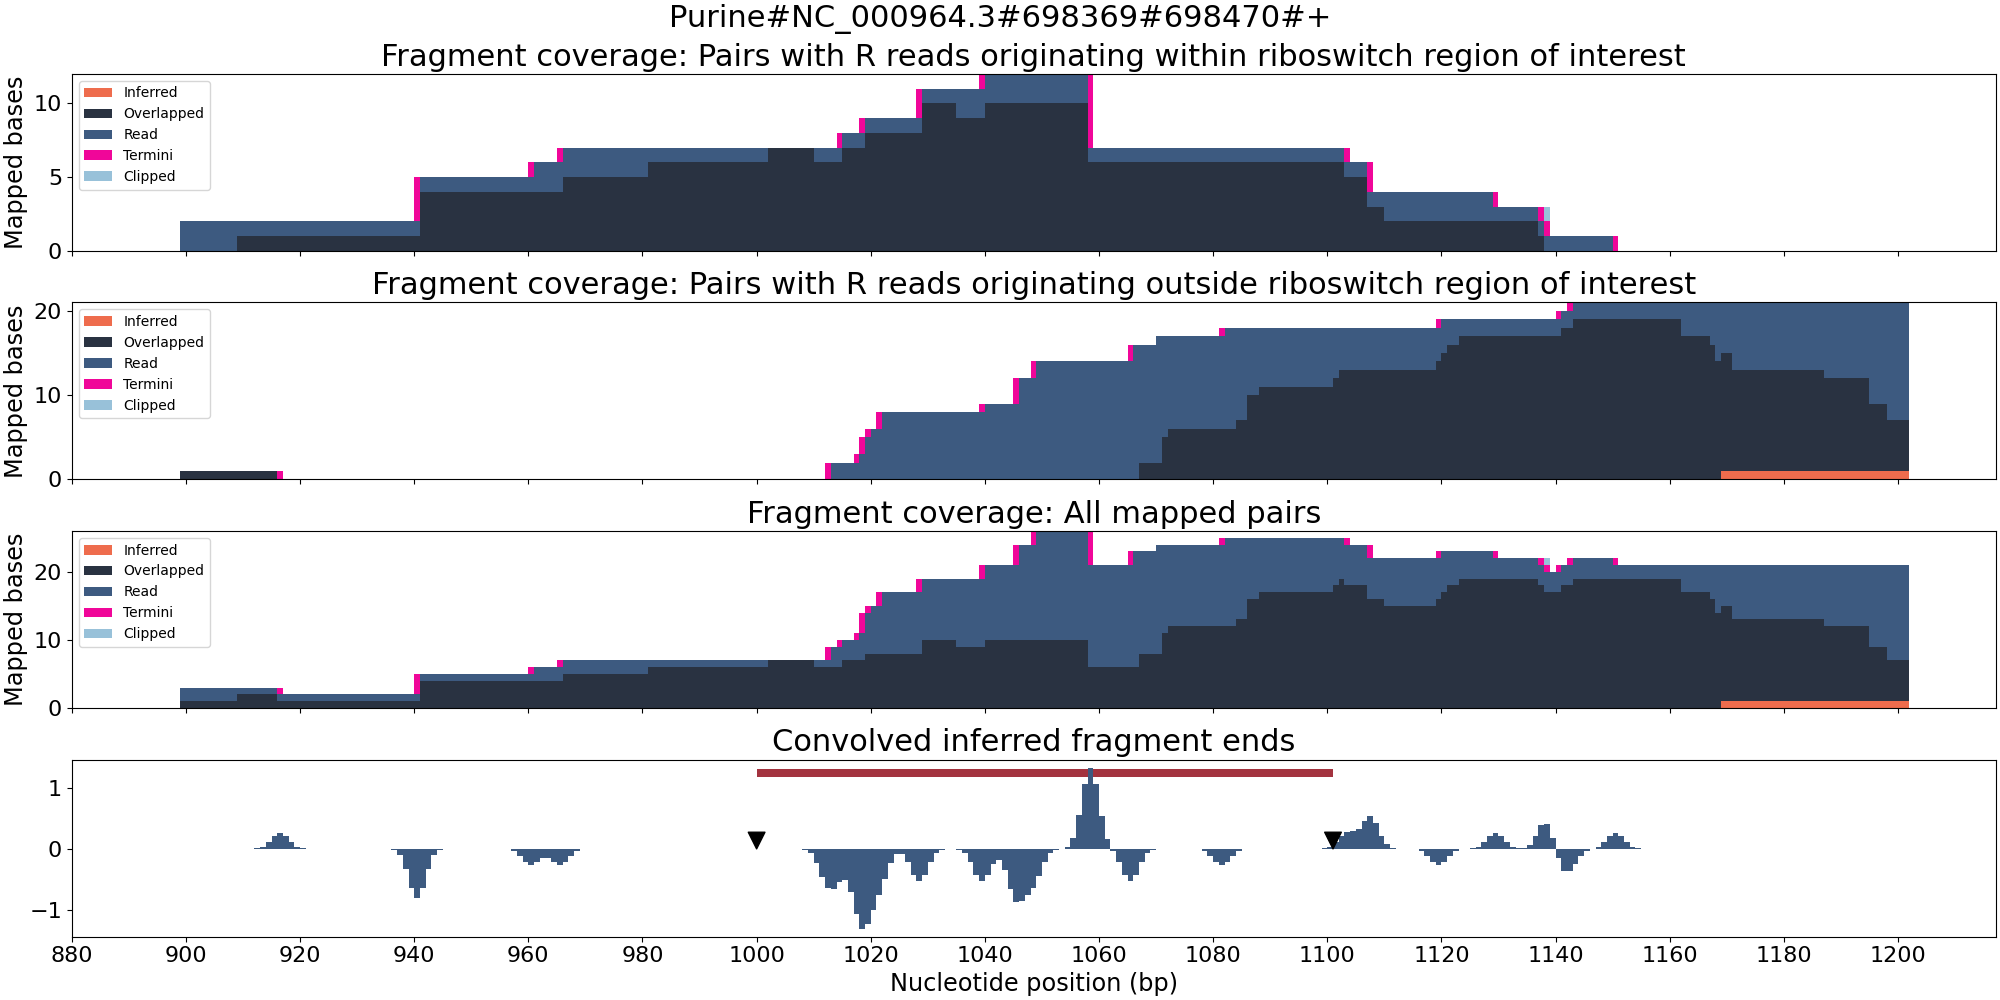 Purine#NC_000964.3#698369#698470#+
Fragment coverage: Pairs with R reads originating within riboswitch region of interest
Mapped bases
10
5
0
Inferred
Overlapped
Read
Termini
Clipped
Fragment coverage: Pairs with R reads originating outside riboswitch region of interest
Mapped bases
20
10
0
Inferred
Overlapped
Read
Termini
Clipped
Fragment coverage: All mapped pairs
Mapped bases
20
10
0
Inferred
Overlapped
Read
Termini
Clipped
Convolved inferred fragment ends
1
0
−1
880 900 920 940 960 980 1000 1020 1040 1060 1080 1100 1120 1140 1160 1180 1200
Nucleotide position (bp)